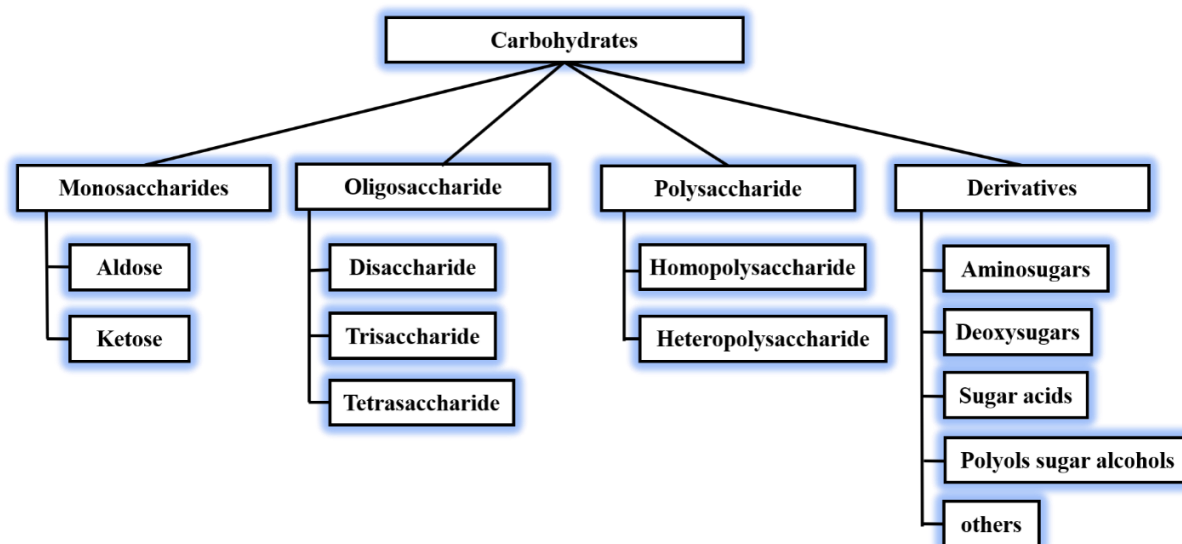 Carbohydrates
Monosaccharides
Oligosaccharide
Polysaccharide
Derivatives
Aldose
Ketose
Disaccharide
Trisaccharide
Tetrasaccharide
Homopolysaccharide
Heteropolysaccharide
Aminosugars
Deoxysugars
Sugar acids
Polyols sugar alcohols
others